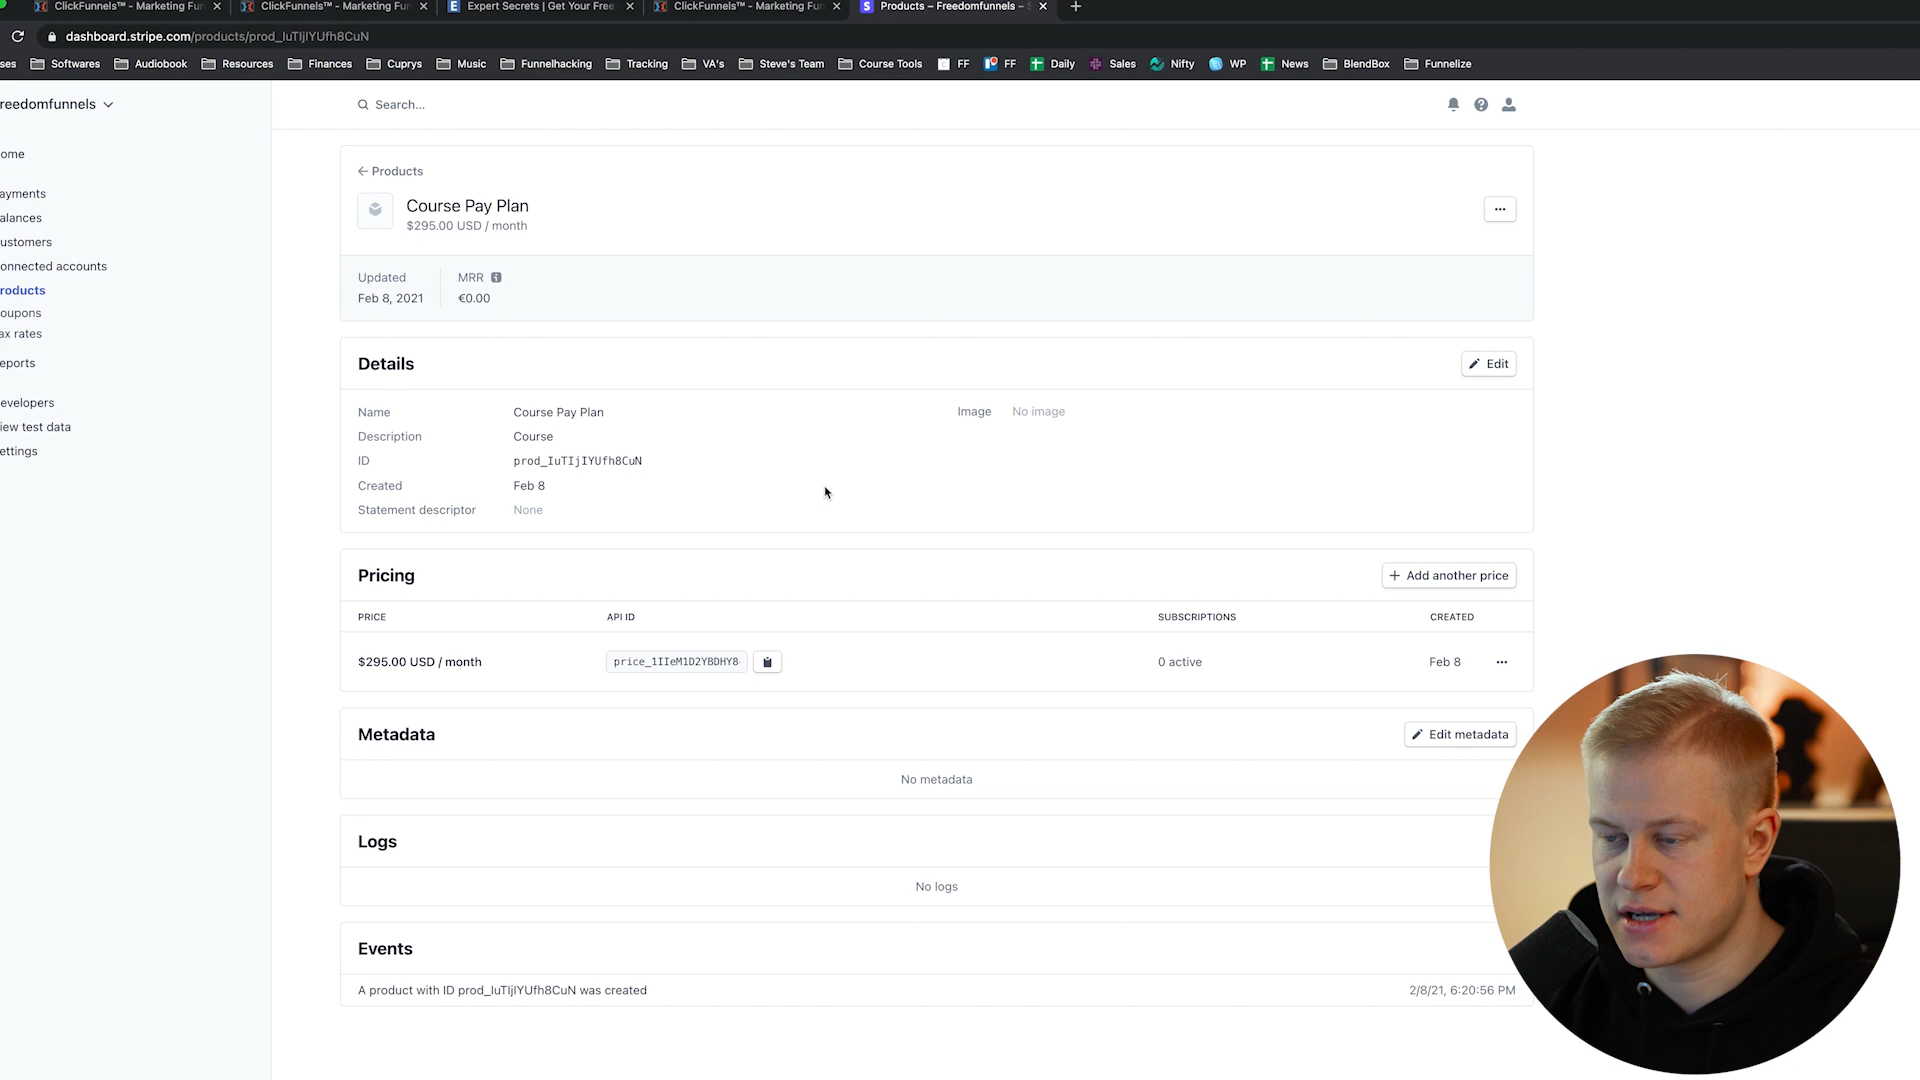 ClickFunnels™ - Marketing Fun
ClickFunnels™ - Marketing Fun
Expert Secrets | Get Your Free
ClickFunnels™ - Marketing Fun
Products – Freedomfunnels – S
dashboard.stripe.com/products/prod_IuTIjIYUfh8CuN
ses
Softwares
Audiobook
Resources
Finances
Cuprys
Music
Funnelhacking
Tracking
VA's
Steve's Team
Course Tools
FF
FF
Daily
Sales
Nifty
WP
News
BlendBox
Funnelize
reedomfunnels
Search...
ome
ayments
alances
ustomers
onnected accounts
roducts
oupons
ax rates
eports
evelopers
iew test data
ettings
Products
Course Pay Plan
$295.00 USD / month
Updated
Feb 8, 2021
MRR
€0.00
Details
Edit
Name
Course Pay Plan
Image
No image
Description
Course
ID
prod_IuTIjIYUfh8CuN
Created
Feb 8
Statement descriptor
None
Pricing
Add another price
PRICE
API ID
SUBSCRIPTIONS
CREATED
$295.00 USD / month
price_1IIeM1D2YBDHY8
0 active
Feb 8
Metadata
Edit metadata
No metadata
Logs
No logs
Events
A product with ID prod_IuTIjIYUfh8CuN was created
2/8/21, 6:20:56 PM